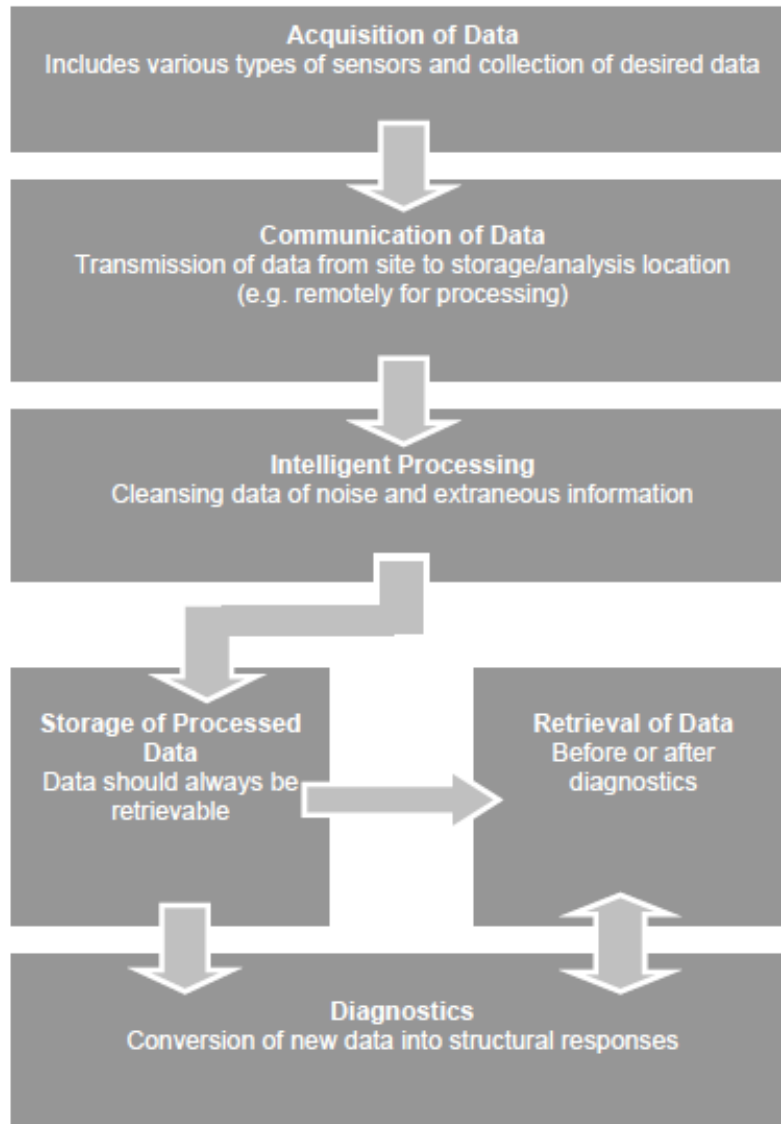 Acquisition of Data
Includes various types of sensors and collection of desired data
Communication of Data
Transmission of data from site to storage/analysis location
(e.g. remotely for processing)
Intelligent Processing
Cleansing data of noise and extraneous information
Storage of Processed
Data
Data should always be
retrievable
Retrieval of Data
Before or after
diagnostics
Diagnostics
Conversion of new data into structural responses